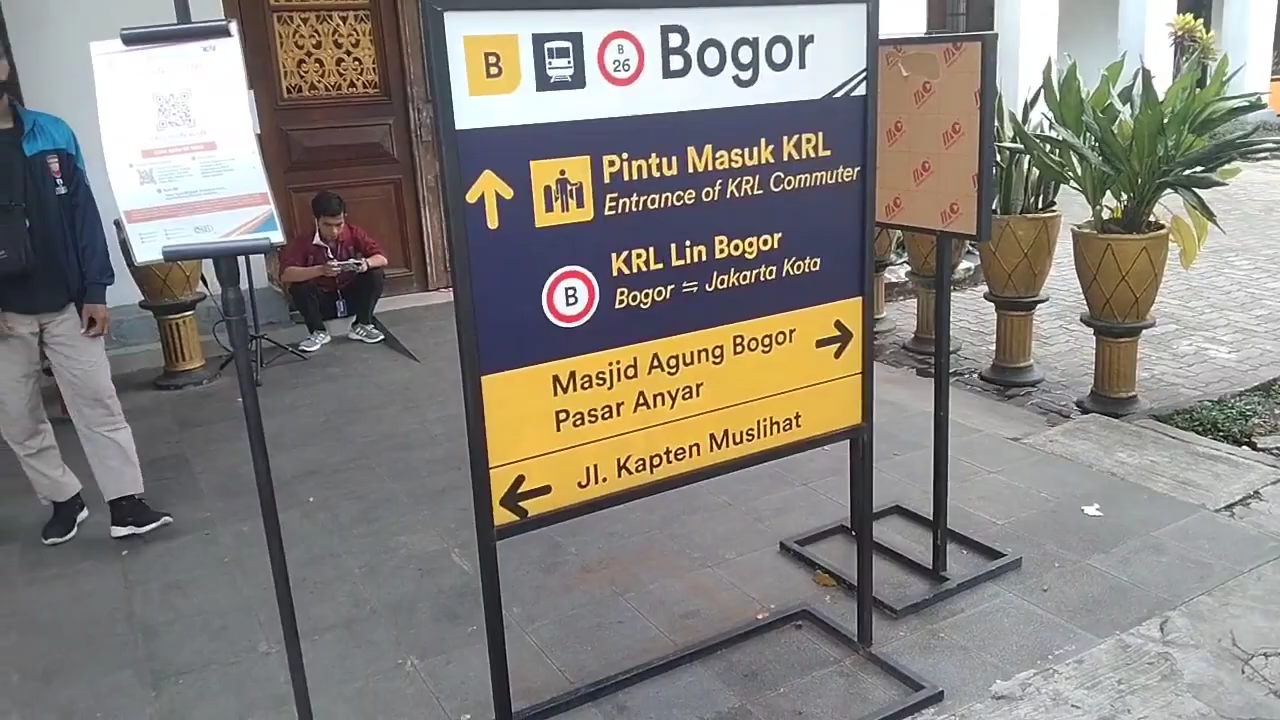 B
B
26
Bogor
Pintu Masuk KRL
Entrance of KRL Commuter
B
KRL Lin Bogor
Bogor ⇋ Jakarta Kota
Masjid Agung Bogor
Pasar Anyar
Jl. Kapten Muslihat